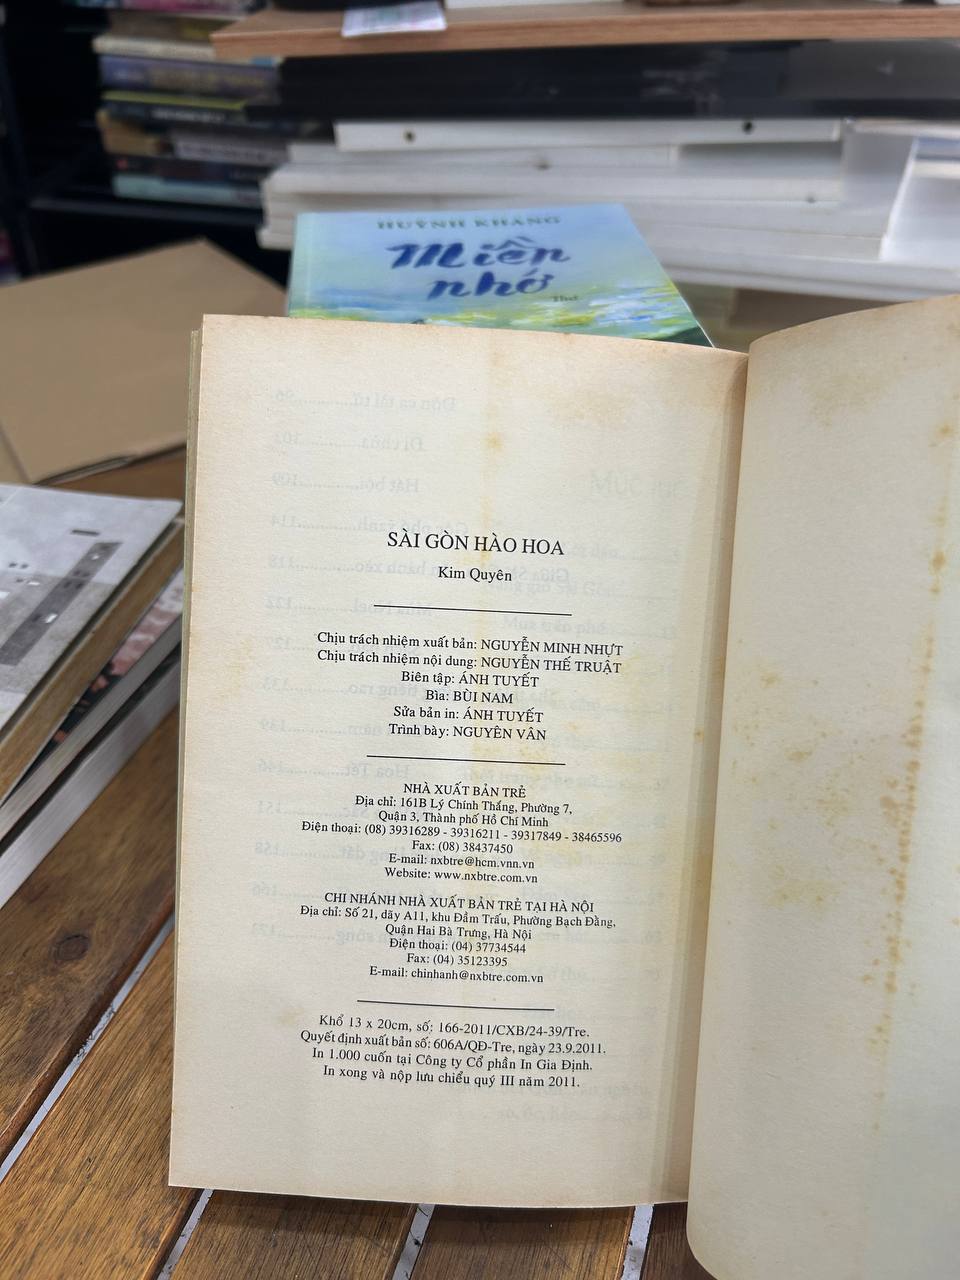 HUỲNH KHANG
Miền
nhớ
Thơ
SÀI GÒN HÀO HOA
Kim Quyên
Chịu trách nhiệm xuất bản: NGUYỄN MINH NHỰT
Chịu trách nhiệm nội dung: NGUYỄN THẾ TRUẬT
Biên tập: ÁNH TUYẾT
Bìa: BÙI NAM
Sửa bản in: ÁNH TUYẾT
Trình bày: NGUYÊN VÂN
NHÀ XUẤT BẢN TRẺ
Địa chỉ: 161B Lý Chính Thắng, Phường 7,
Quận 3, Thành phố Hồ Chí Minh
Điện thoại: (08) 39316289 - 39316211 - 39317849 - 38465596
Fax: (08) 38437450
E-mail: nxbtre@hcm.vnn.vn
Website: www.nxbtre.com.vn
CHI NHÁNH NHÀ XUẤT BẢN TRẺ TẠI HÀ NỘI
Địa chỉ: Số 21, dãy A11, khu Đầm Trấu, Phường Bạch Đằng,
Quận Hai Bà Trưng, Hà Nội
Điện thoại: (04) 37734544
Fax: (04) 35123395
E-mail: chinhanh@nxbtre.com.vn
Khổ 13 x 20cm, số: 166-2011/CXB/24-39/Tre.
Quyết định xuất bản số: 606A/QĐ-Tre, ngày 23.9.2011.
In 1.000 cuốn tại Công ty Cổ phần In Gia Định.
In xong và nộp lưu chiểu quý III năm 2011.